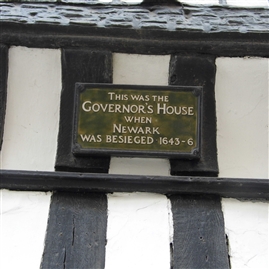 This was the
Governor's House
when
Newark
was besieged 1643-6